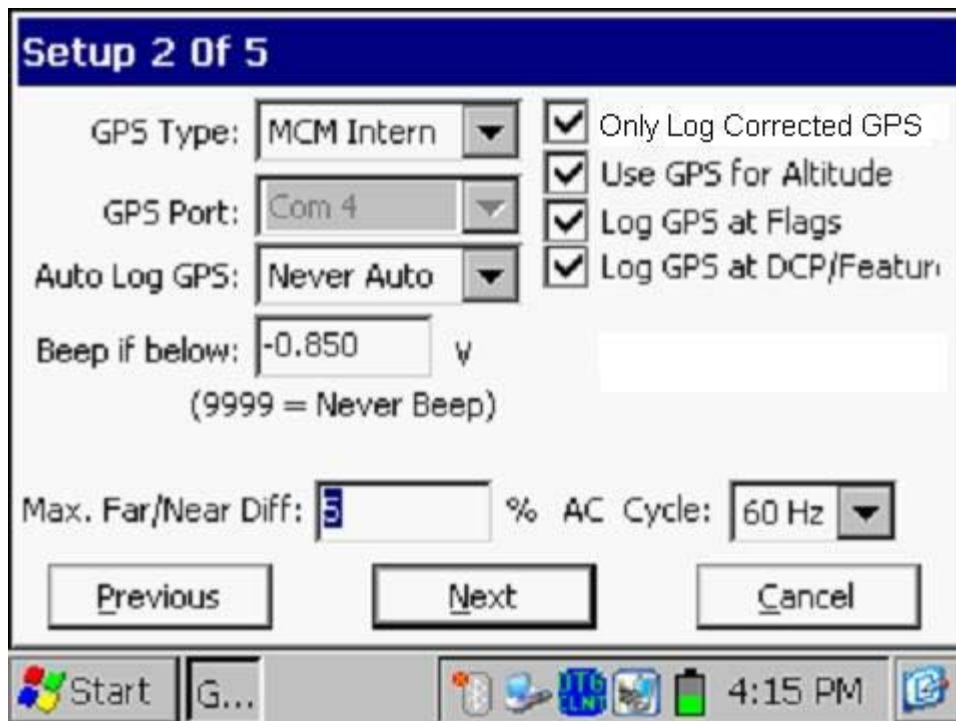 Setup 2 Of 5
GPS Type: MCM Intern
Only Log Corrected GPS
Use GPS for Altitude
GPS Port: Com 4
Log GPS at Flags
Auto Log GPS: Never Auto
Log GPS at DCP/Featur
Beep if below: -0.850 V
(9999 = Never Beep)
Max. Far/Near Diff: 5 % AC Cycle: 60 Hz
Previous Next Cancel
Start G... 4:15 PM